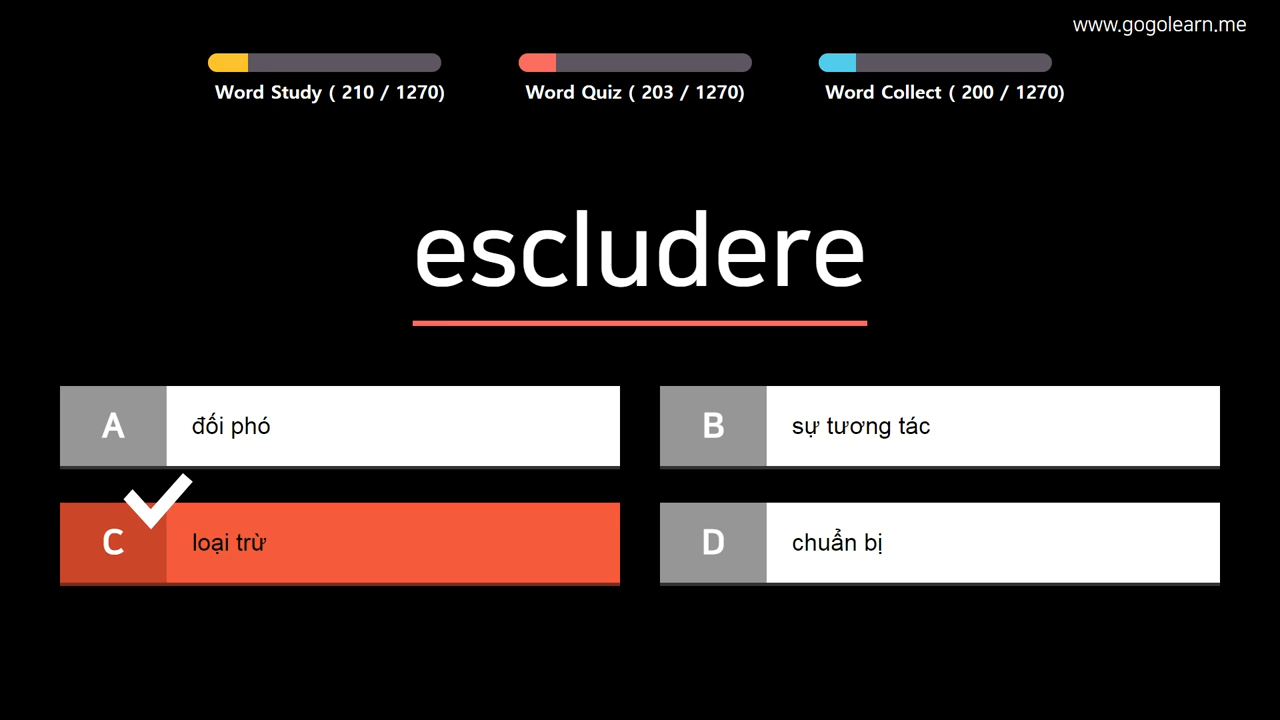 www.gogolearn.me
Word Study ( 210 / 1270)
Word Quiz ( 203 / 1270)
Word Collect ( 200 / 1270)
escludere
A
đối phó
B
sự tương tác
C
loại trừ
D
chuẩn bị